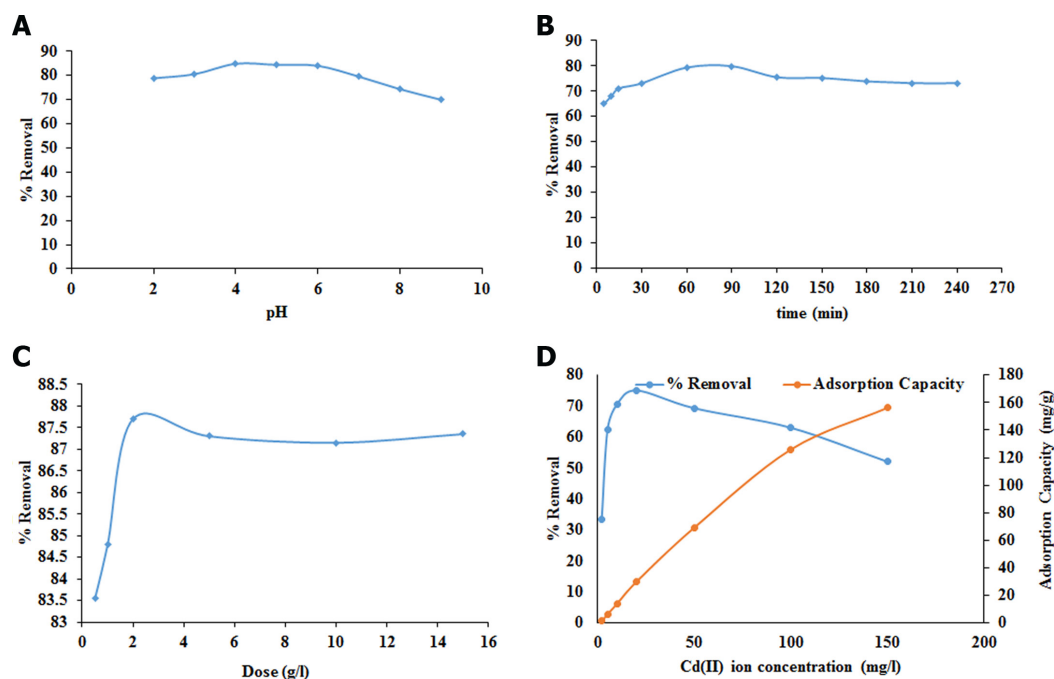 A
% Removal
90
80
70
60
50
40
30
20
10
0
0 2 4 6 8 10
pH
B
% Removal
90
80
70
60
50
40
30
20
10
0
0 30 60 90 120 150 180 210 240 270
time (min)
C
% Removal
88.5
88
87.5
87
86.5
86
85.5
85
84.5
84
83.5
83
0 2 4 6 8 10 12 14 16
Dose (g/l)
D
% Removal Adsorption Capacity
% Removal
80
70
60
50
40
30
20
10
0
180
160
140
120
100
80
60
40
20
0
Adsorption Capacity (mg/g)
0 50 100 150 200
Cd(II) ion concentration (mg/l)